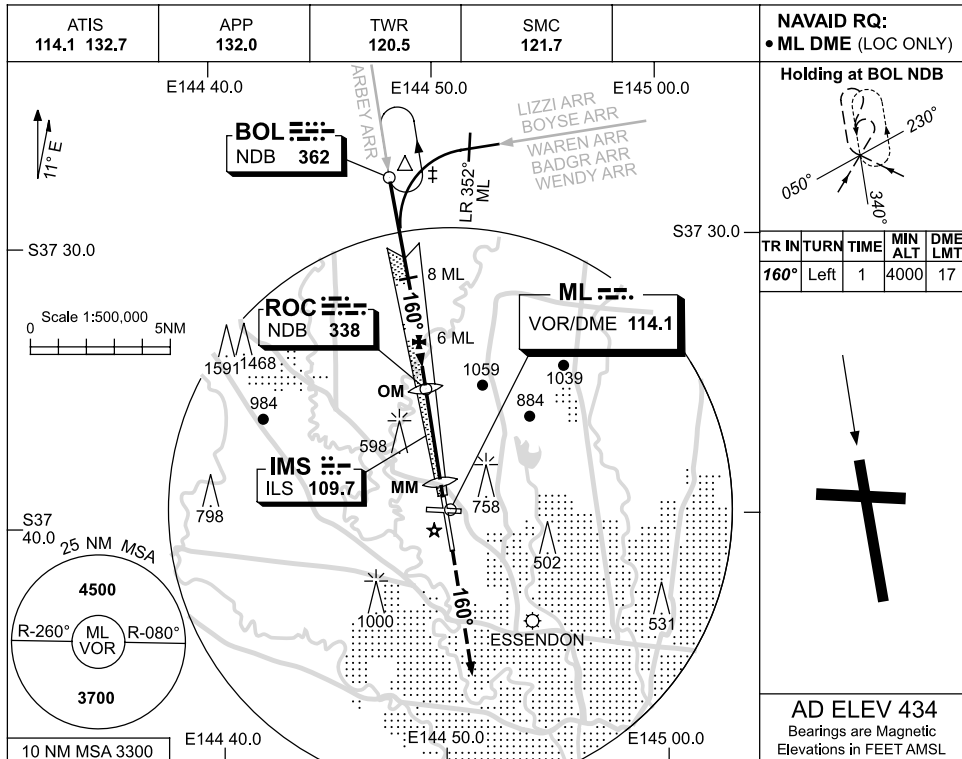 ATIS
114.1 132.7
APP
132.0
TWR
120.5
SMC
121.7
NAVAID RQ:
• ML DME (LOC ONLY)
E144 40.0
E144 50.0
E145 00.0
11° E
ARBEY ARR
LIZZI ARR
BOYSE ARR
WAREN ARR
BADGR ARR
WENDY ARR
BOL
NDB 362
LR 352°
ML
Holding at BOL NDB
230°
050°
340°
S37 30.0
S37 30.0
TR IN TURN TIME MIN ALT DME LMT
160° Left 1 4000 17
8 ML
160°
6 ML
Scale 1:500,000
0 5NM
ROC
NDB 338
ML
VOR/DME 114.1
1591
1468
984
OM
1059
1039
884
598
IMS
ILS 109.7
MM
758
798
S37
40.0
502
25 NM MSA
4500
R-260°
ML
VOR
R-080°
3700
1000
160°
ESSENDON
531
10 NM MSA 3300
E144 40.0
E144 50.0
E145 00.0
AD ELEV 434
Bearings are Magnetic
Elevations in FEET AMSL